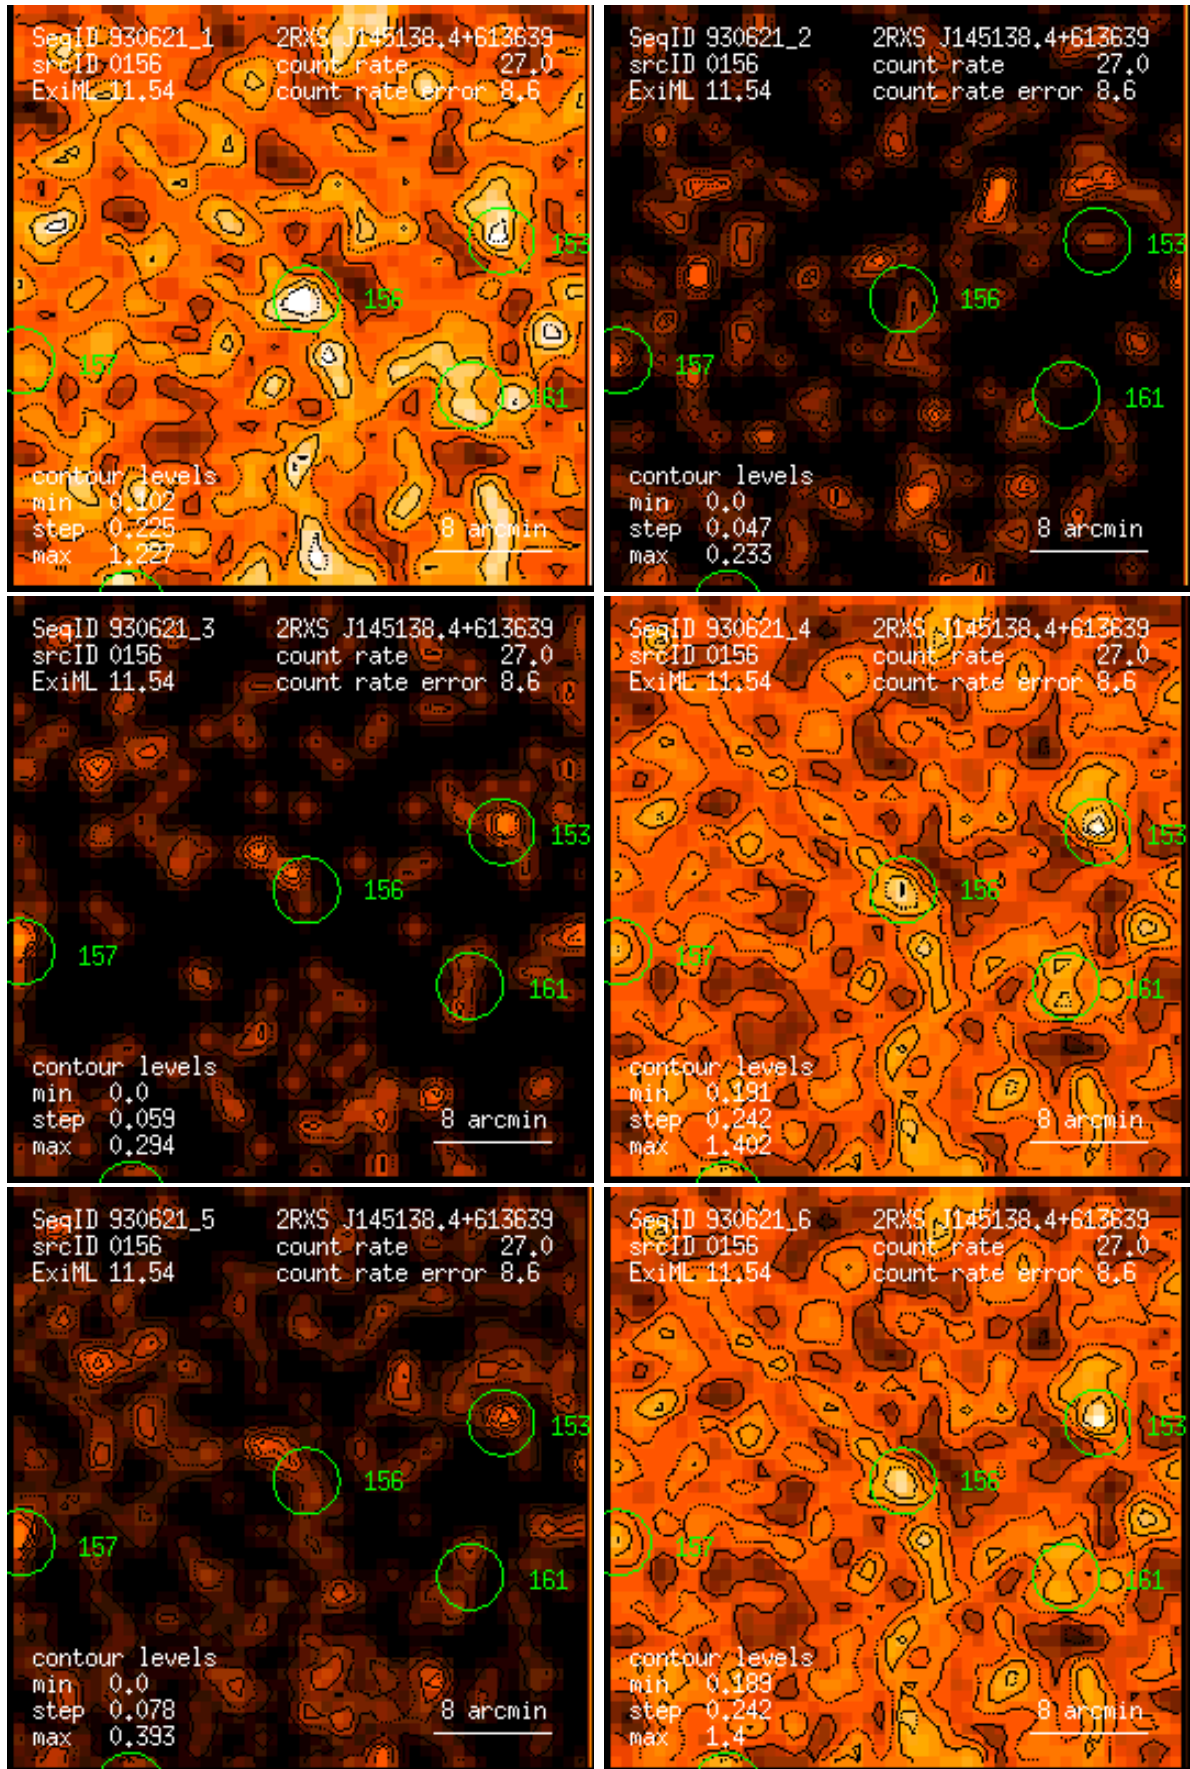 SeqID 930621_1 2RXS J145138.4+613639
srcID 0156 count rate 27.0
ExiML 11.54 count rate error 8.6
153
156
157
161
contour levels
min 0.102
step 0.225
max 1.227
8 arcmin
SeqID 930621_2 2RXS J145138.4+613639
srcID 0156 count rate 27.0
ExiML 11.54 count rate error 8.6
153
156
157
161
contour levels
min 0.0
step 0.047
max 0.233
8 arcmin
SeqID 930621_3 2RXS J145138.4+613639
srcID 0156 count rate 27.0
ExiML 11.54 count rate error 8.6
153
156
157
161
contour levels
min 0.0
step 0.059
max 0.294
8 arcmin
SeqID 930621_4 2RXS J145138.4+613639
srcID 0156 count rate 27.0
ExiML 11.54 count rate error 8.6
153
156
157
161
contour levels
min 0.191
step 0.242
max 1.402
8 arcmin
SeqID 930621_5 2RXS J145138.4+613639
srcID 0156 count rate 27.0
ExiML 11.54 count rate error 8.6
153
156
157
161
contour levels
min 0.0
step 0.078
max 0.393
8 arcmin
SeqID 930621_6 2RXS J145138.4+613639
srcID 0156 count rate 27.0
ExiML 11.54 count rate error 8.6
153
156
157
161
contour levels
min 0.189
step 0.242
max 1.4
8 arcmin